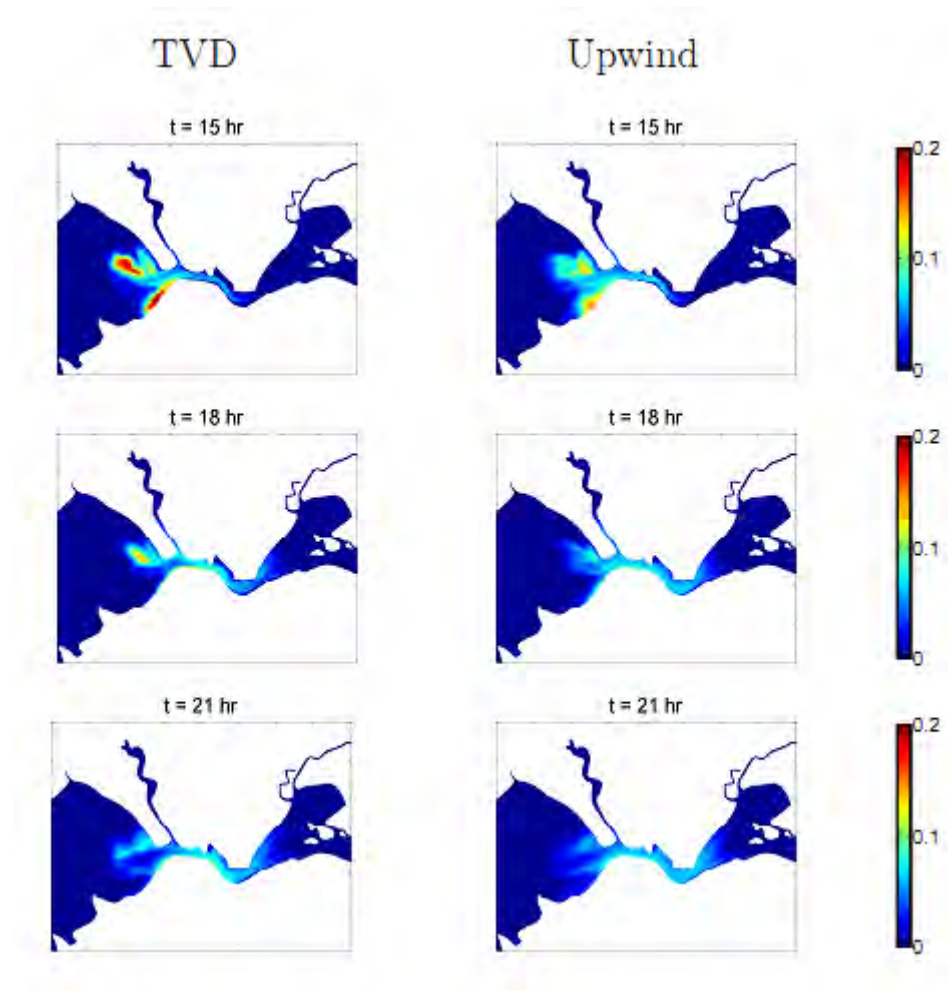 TVD Upwind
t = 15 hr t = 15 hr
0.2
0.1
0
t = 18 hr t = 18 hr
0.2
0.1
0
t = 21 hr t = 21 hr
0.2
0.1
0